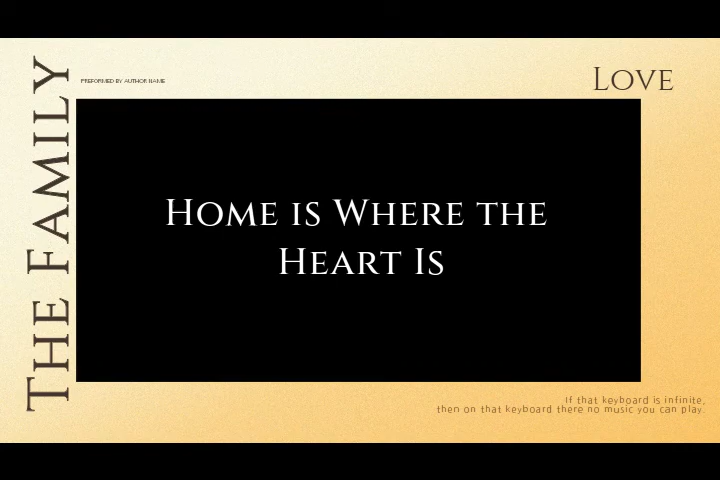 THE FAMILY
PREFORMED BY AUTHOR NAME
LOVE
HOME IS WHERE THE
HEART IS
If that keyboard is infinite,
then on that keyboard there no music you can play.